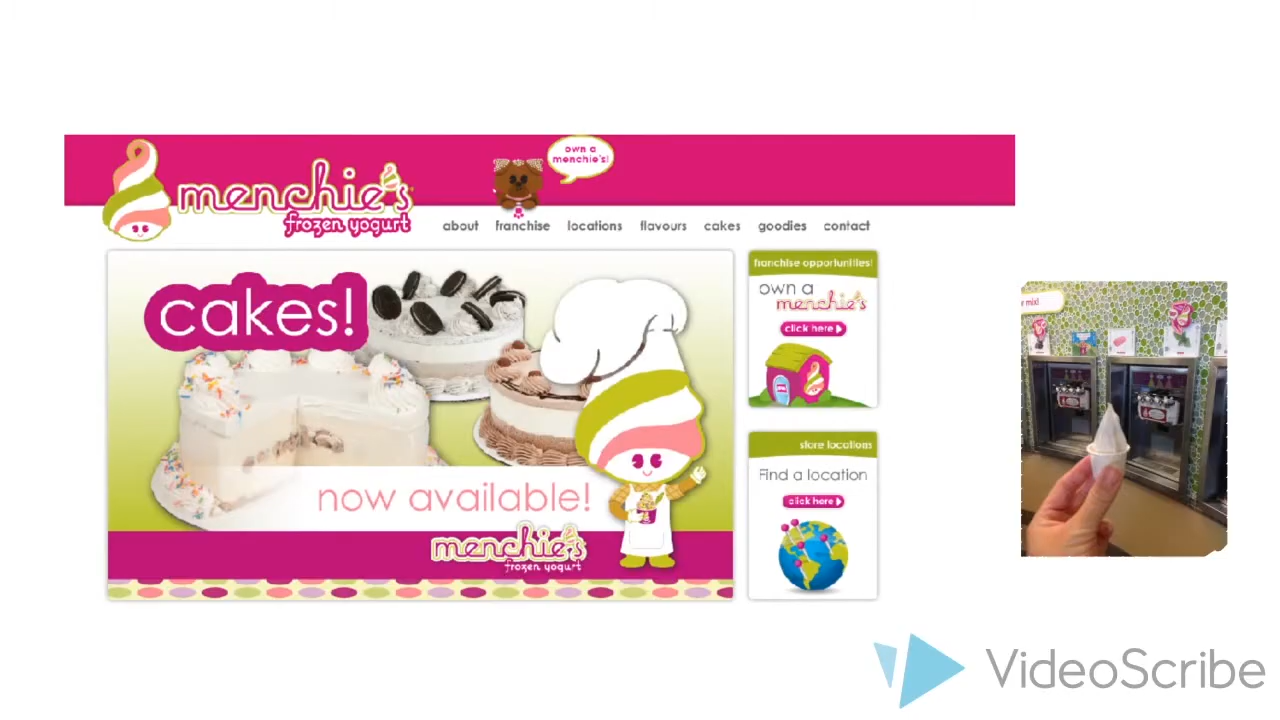 own a
menchie's!
menchie's
frozen yogurt
about franchise locations flavours cakes goodies contact
cakes!
now available!
menchie's
frozen yogurt
franchise opportunities!
own a
menchie's
click here
store locations
Find a location
click here
r mix!
VideoScribe